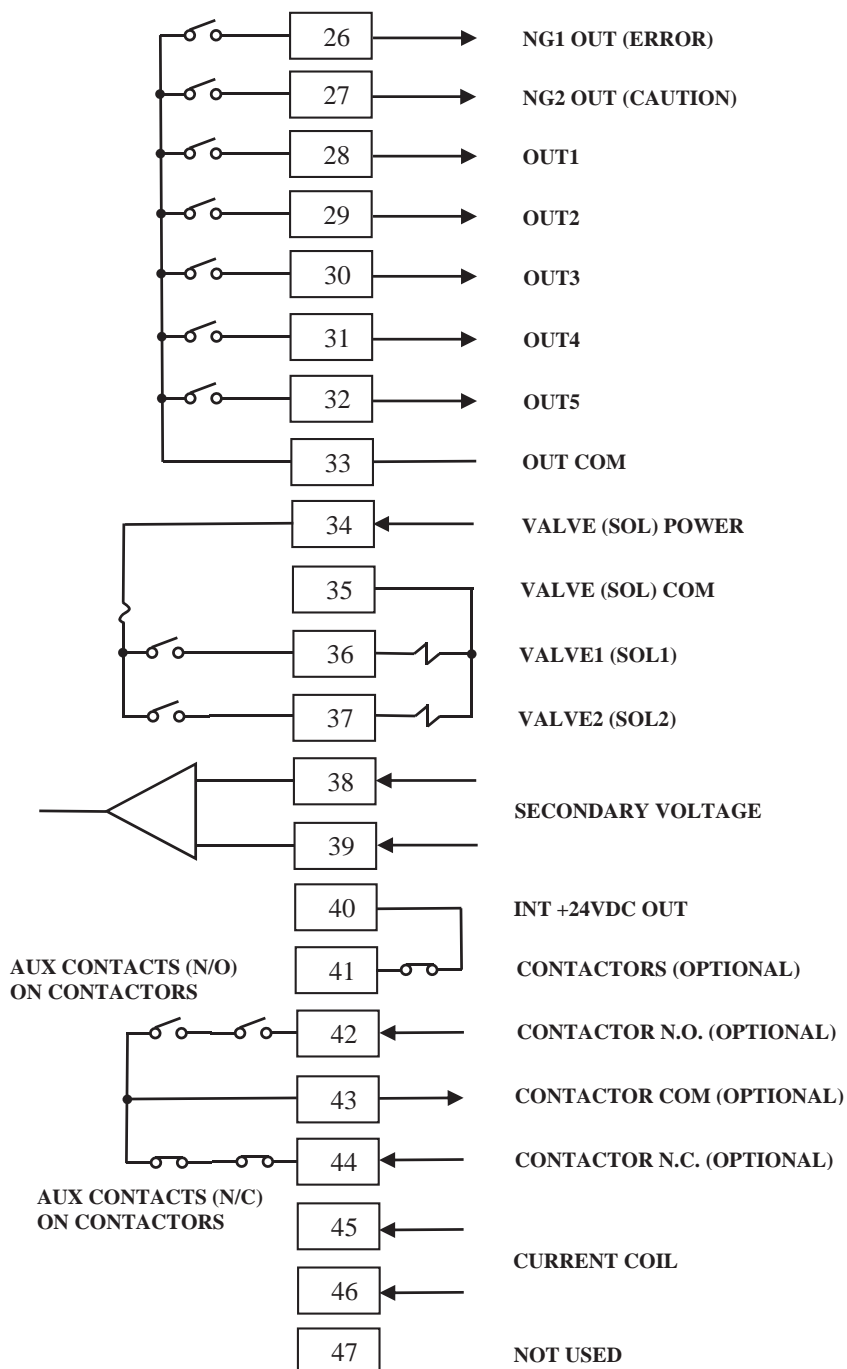 26 NG1 OUT (ERROR)
27 NG2 OUT (CAUTION)
28 OUT1
29 OUT2
30 OUT3
31 OUT4
32 OUT5
33 OUT COM
34 VALVE (SOL) POWER
35 VALVE (SOL) COM
36 VALVE1 (SOL1)
37 VALVE2 (SOL2)
38
SECONDARY VOLTAGE
39
40 INT +24VDC OUT
AUX CONTACTS (N/O)
ON CONTACTORS
41 CONTACTORS (OPTIONAL)
42 CONTACTOR N.O. (OPTIONAL)
43 CONTACTOR COM (OPTIONAL)
44 CONTACTOR N.C. (OPTIONAL)
AUX CONTACTS (N/C)
ON CONTACTORS
45
CURRENT COIL
46
47 NOT USED